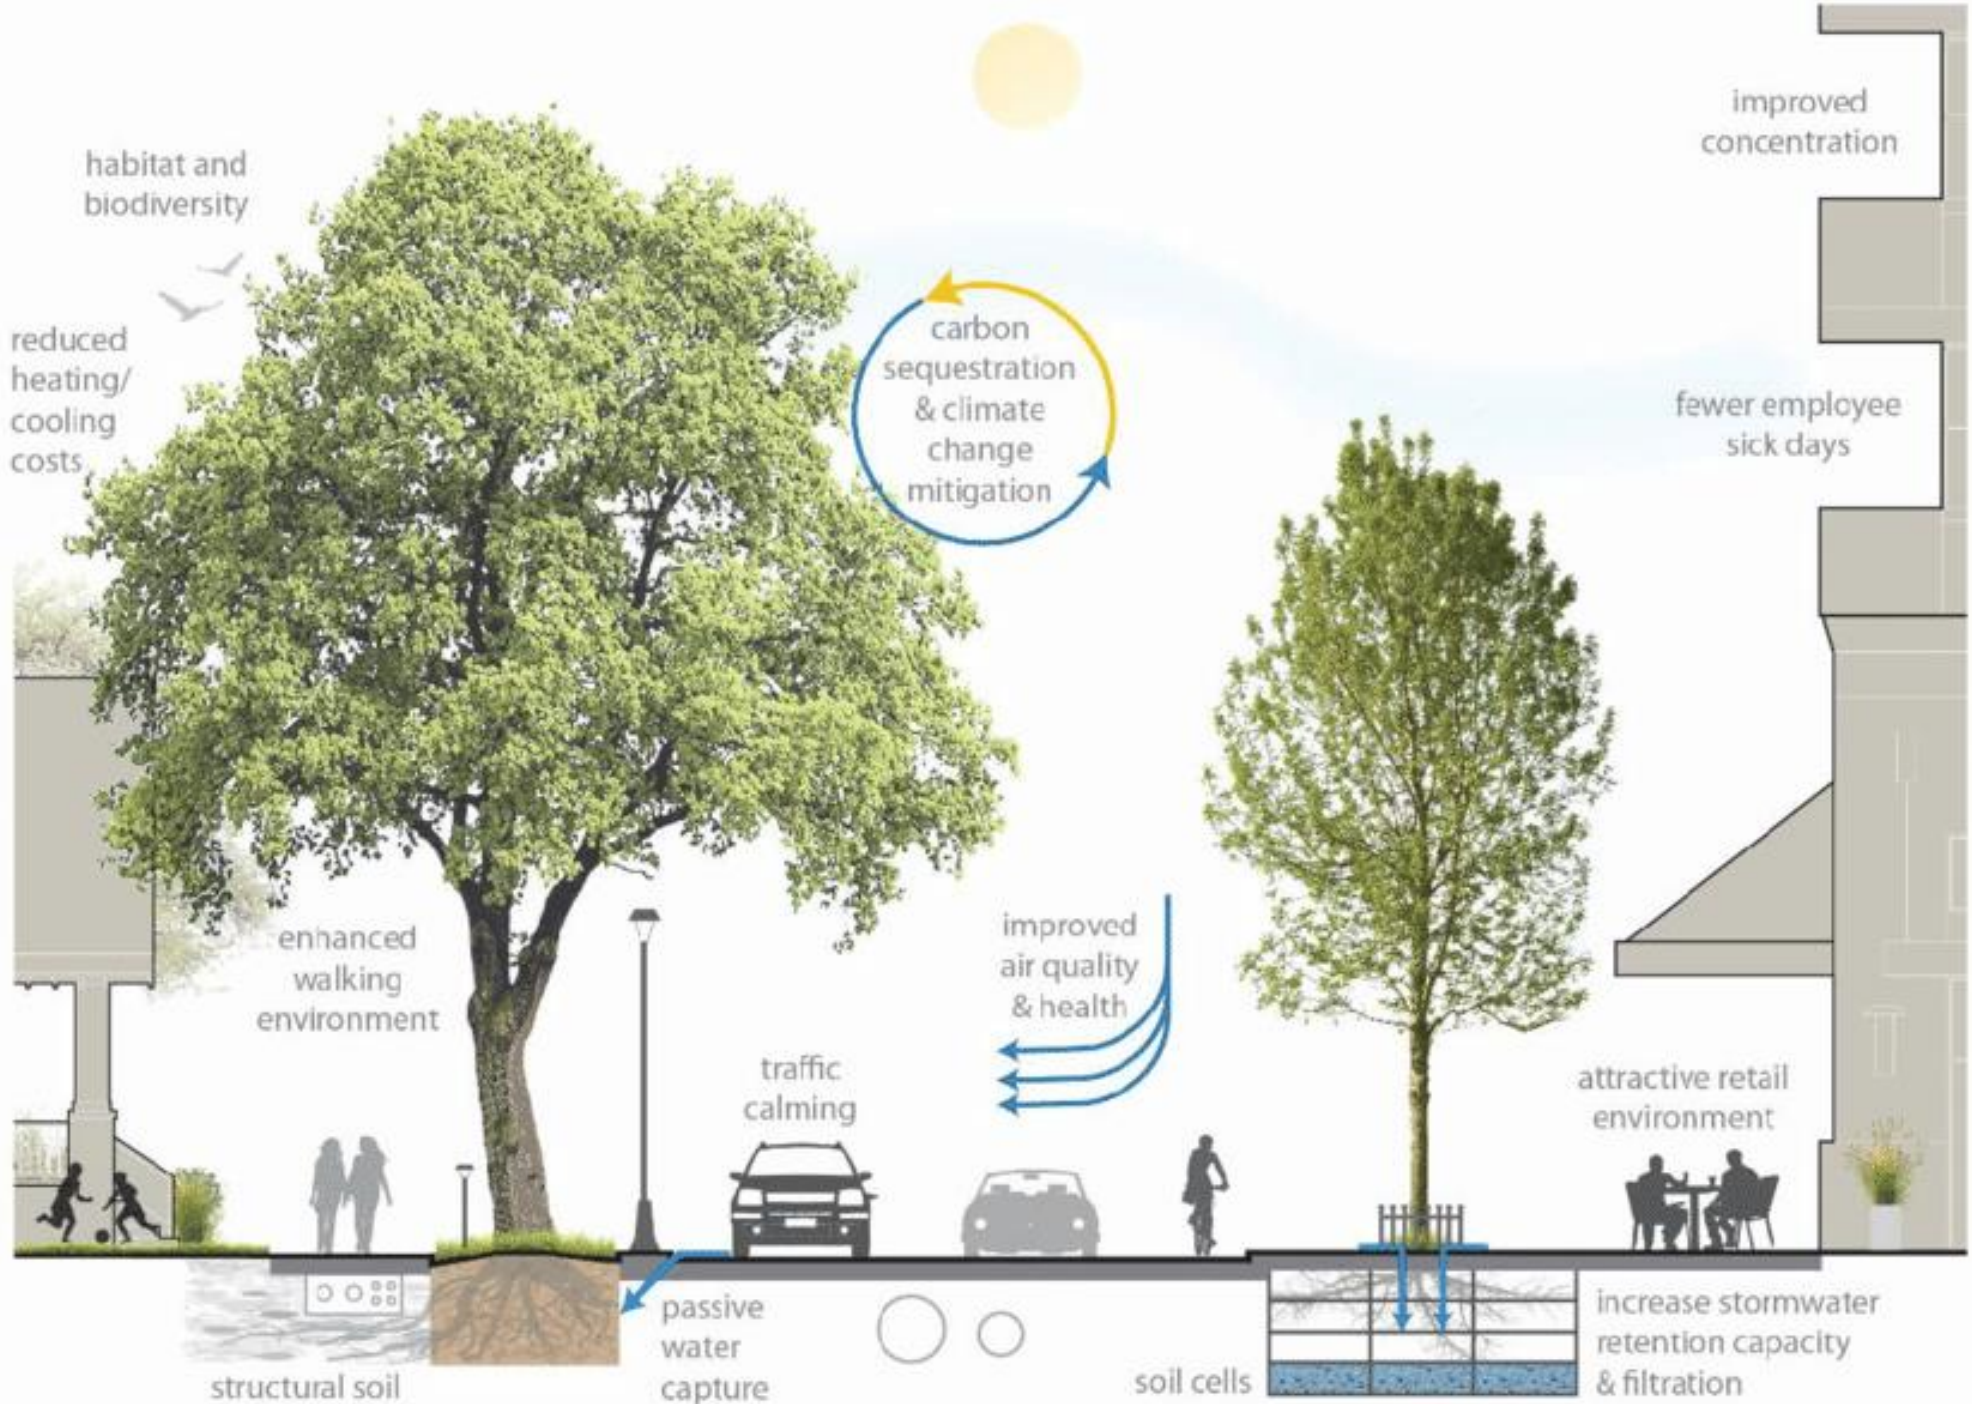 improved
concentration
habitat and
biodiversity
reduced
heating/
cooling
costs
carbon
sequestration
& climate
change
mitigation
fewer employee
sick days
enhanced
walking
environment
improved
air quality
& health
traffic
calming
attractive retail
environment
passive
water
capture
structural soil
soil cells
increase stormwater
retention capacity
& filtration